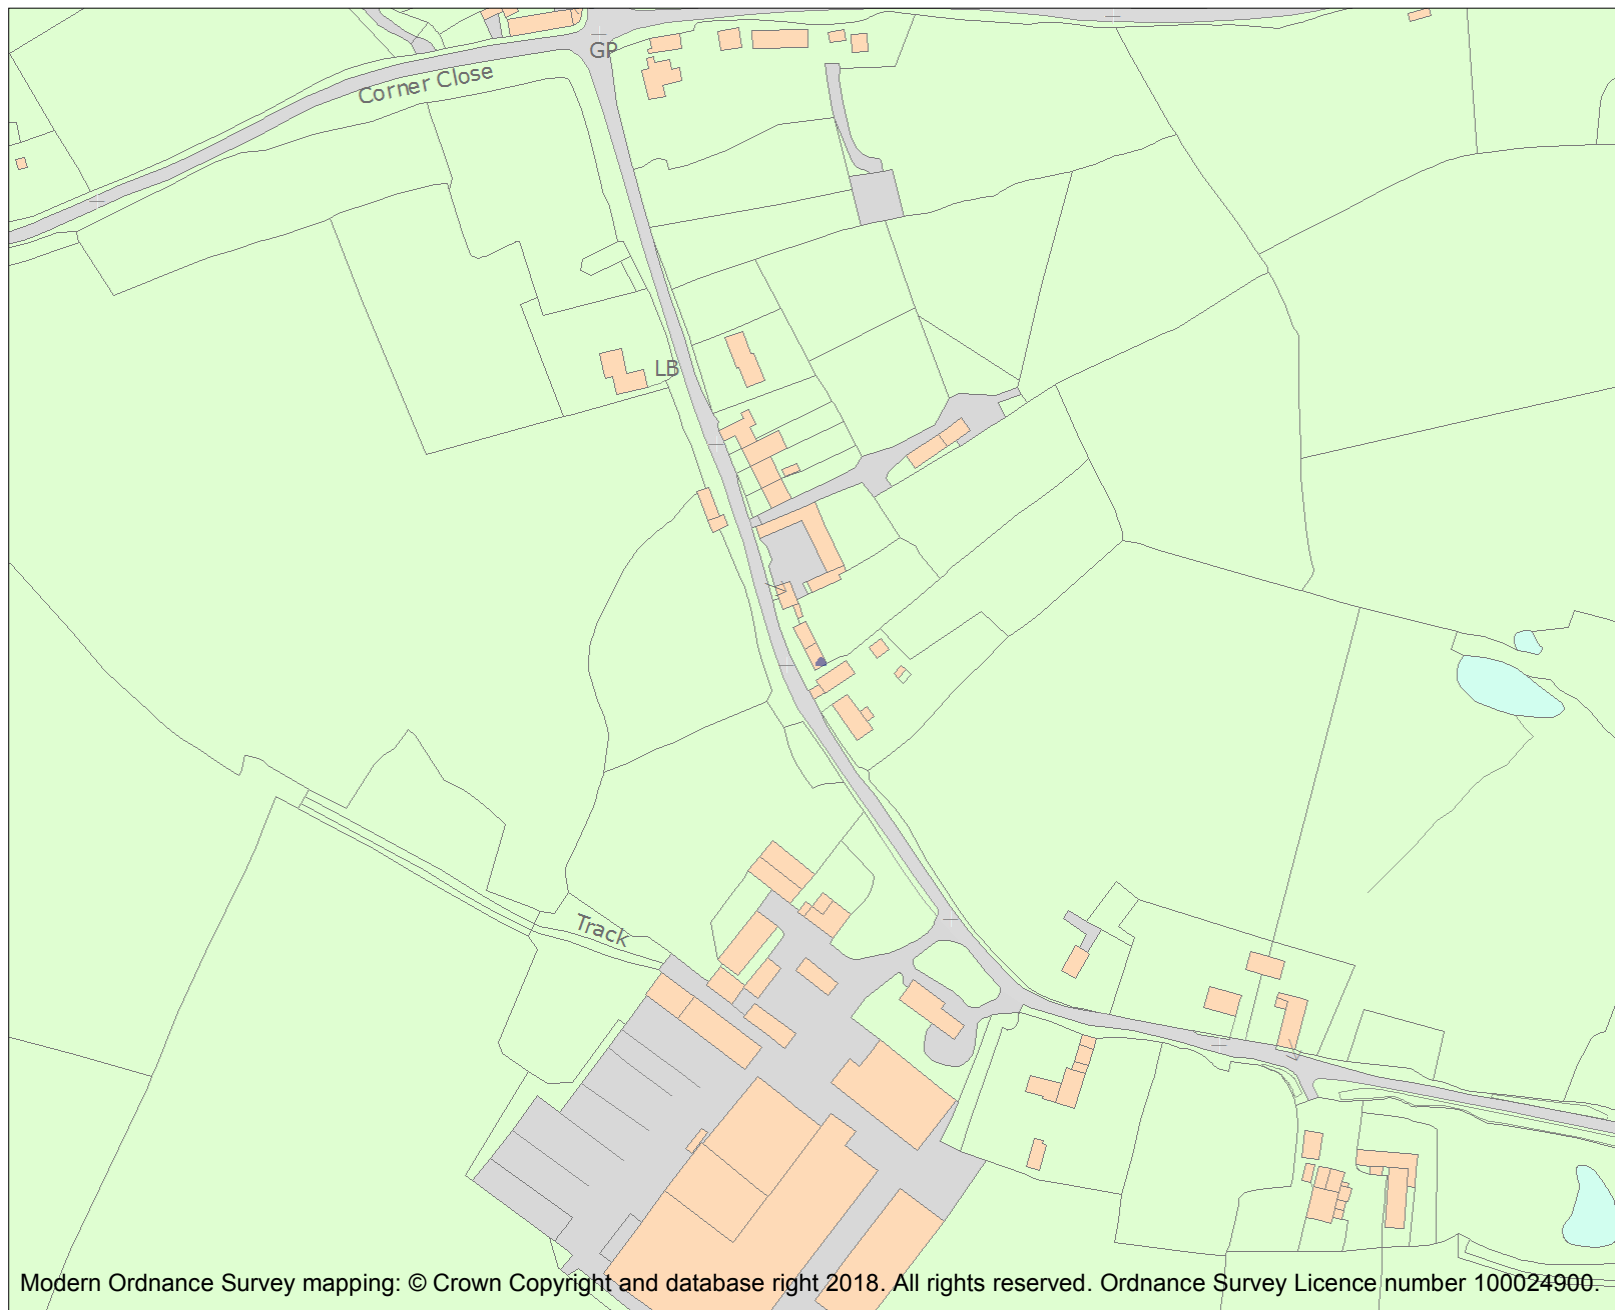 GP
Corner Close
LB
Track
Modern Ordnance Survey mapping: © Crown Copyright and database right 2018. All rights reserved. Ordnance Survey Licence number 100024900.